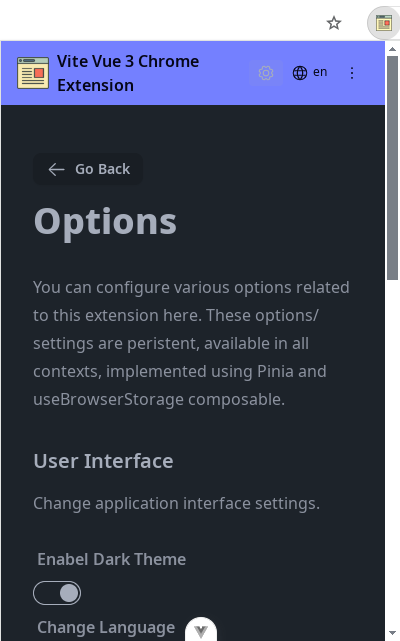 Vite Vue 3 Chrome
Extension
en
Go Back
Options
You can configure various options related
to this extension here. These options/
settings are peristent, available in all
contexts, implemented using Pinia and
useBrowserStorage composable.
User Interface
Change application interface settings.
Enabel Dark Theme
Change Language